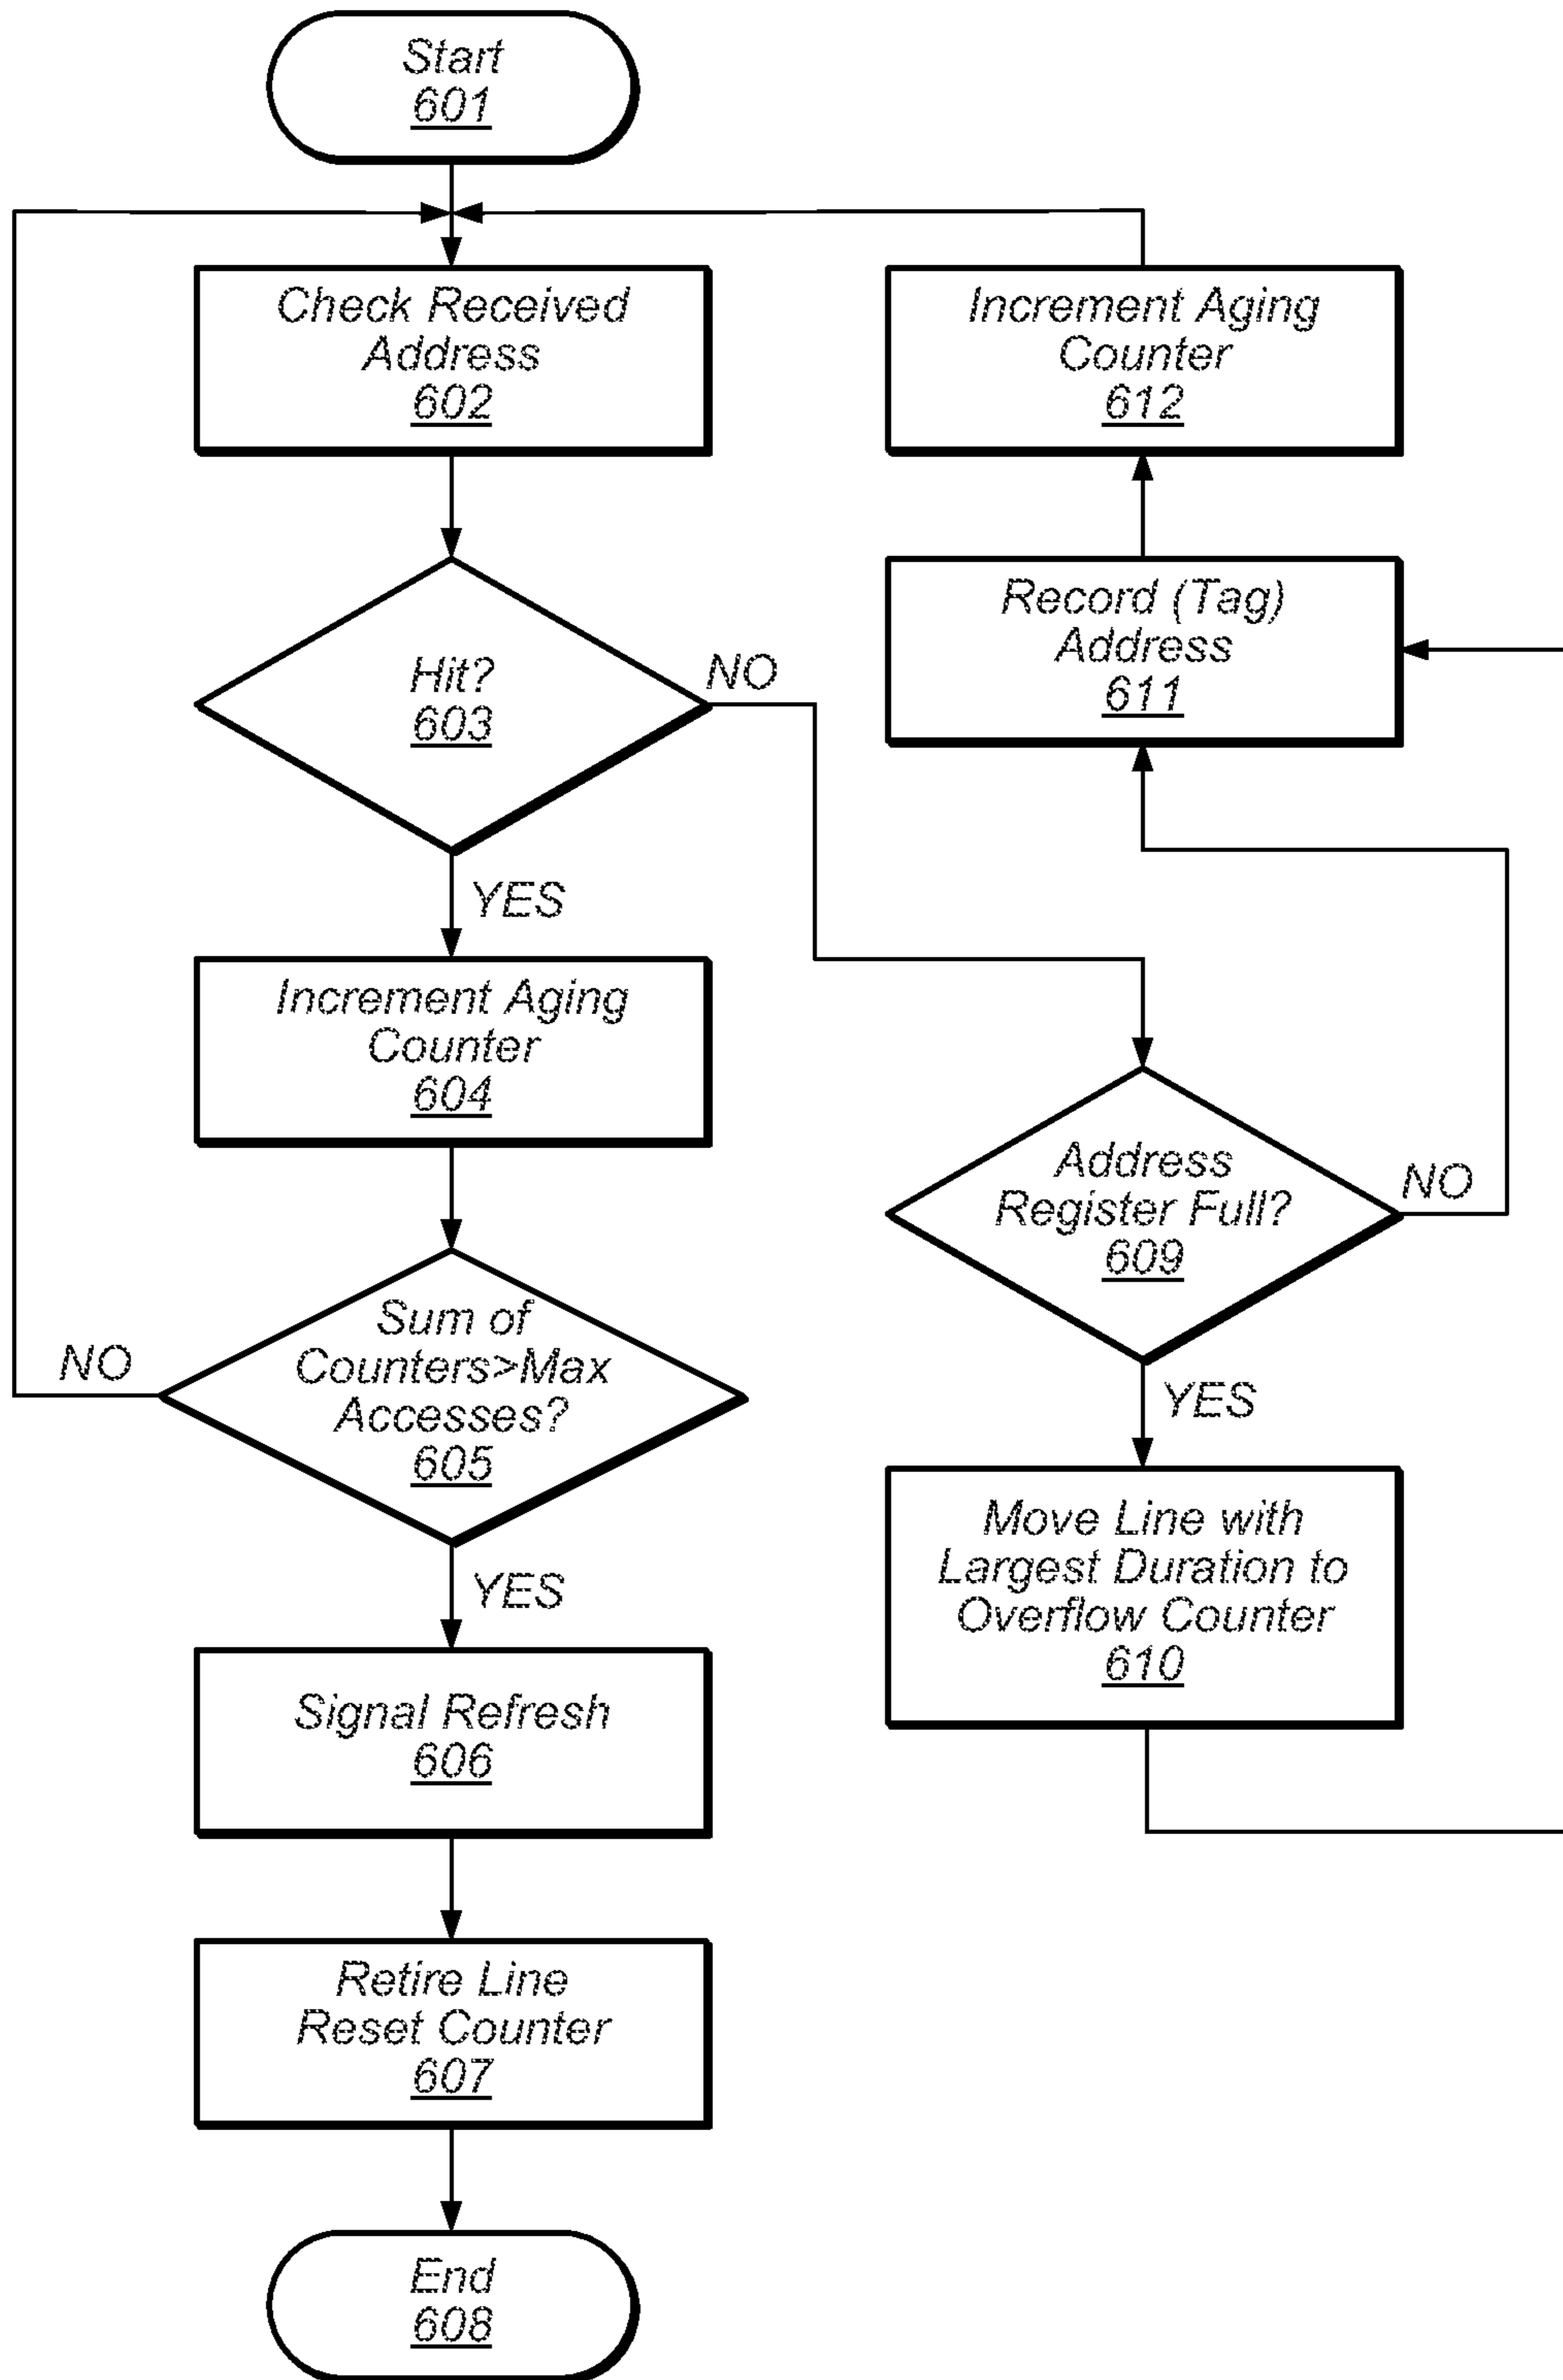 Start
601
Check Received
Address
602
Hit?
603
NO
YES
Increment Aging
Counter
604
Sum of
Counters>Max
Accesses?
605
NO
YES
Signal Refresh
606
Retire Line
Reset Counter
607
End
608
Increment Aging
Counter
612
Record (Tag)
Address
611
Address
Register Full?
609
NO
YES
Move Line with
Largest Duration to
Overflow Counter
610